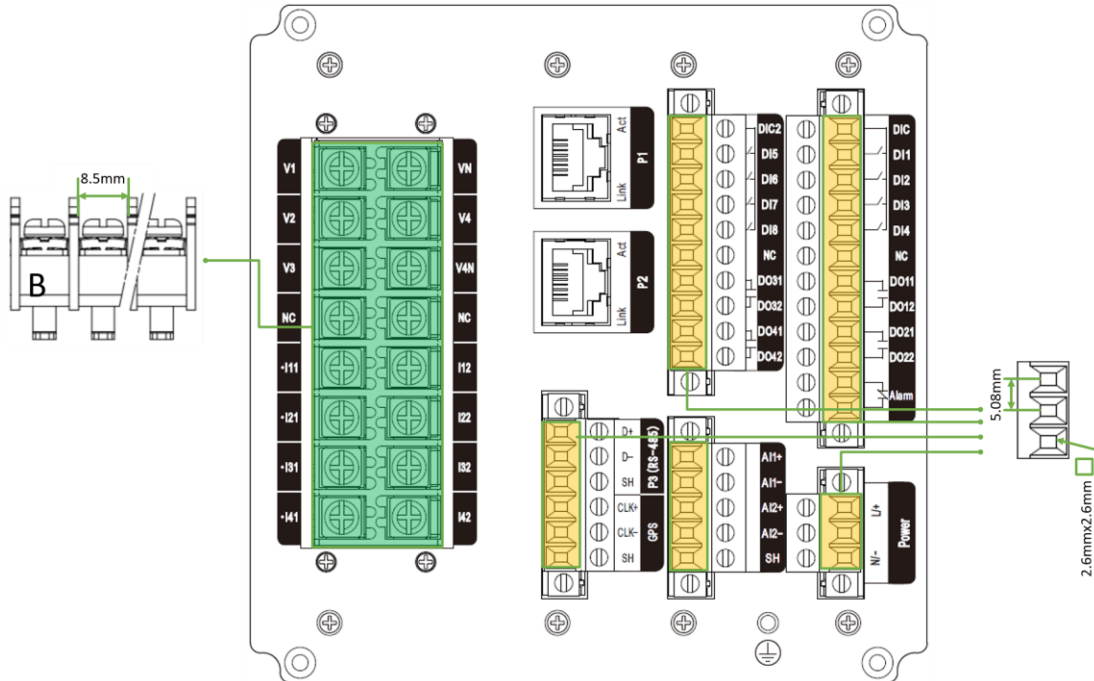 8.5mm
B
V1
V2
V3
NC
•I11
•I21
•I31
•I41
VN
V4
V4N
NC
I12
I22
I32
I42
Act
Link
P1
Act
Link
P2
DIC2
DI5
DI6
DI7
DI8
NC
DO31
DO32
DO41
DO42
DIC
DI1
DI2
DI3
DI4
NC
DO11
DO12
DO21
DO22
Alarm
D+
D−
SH
CLK+
CLK−
SH
P3 (RS-485)
GPS
AI1+
AI1−
AI2+
AI2−
SH
L/+
N/−
Power
5.08mm
2.6mmx2.6mm